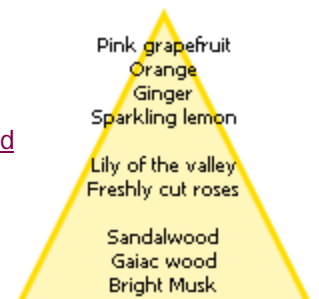 Pink grapefruit
Orange
Ginger
Sparkling lemon
d
Lily of the valley
Freshly cut roses
Sandalwood
Gaiac wood
Bright Musk